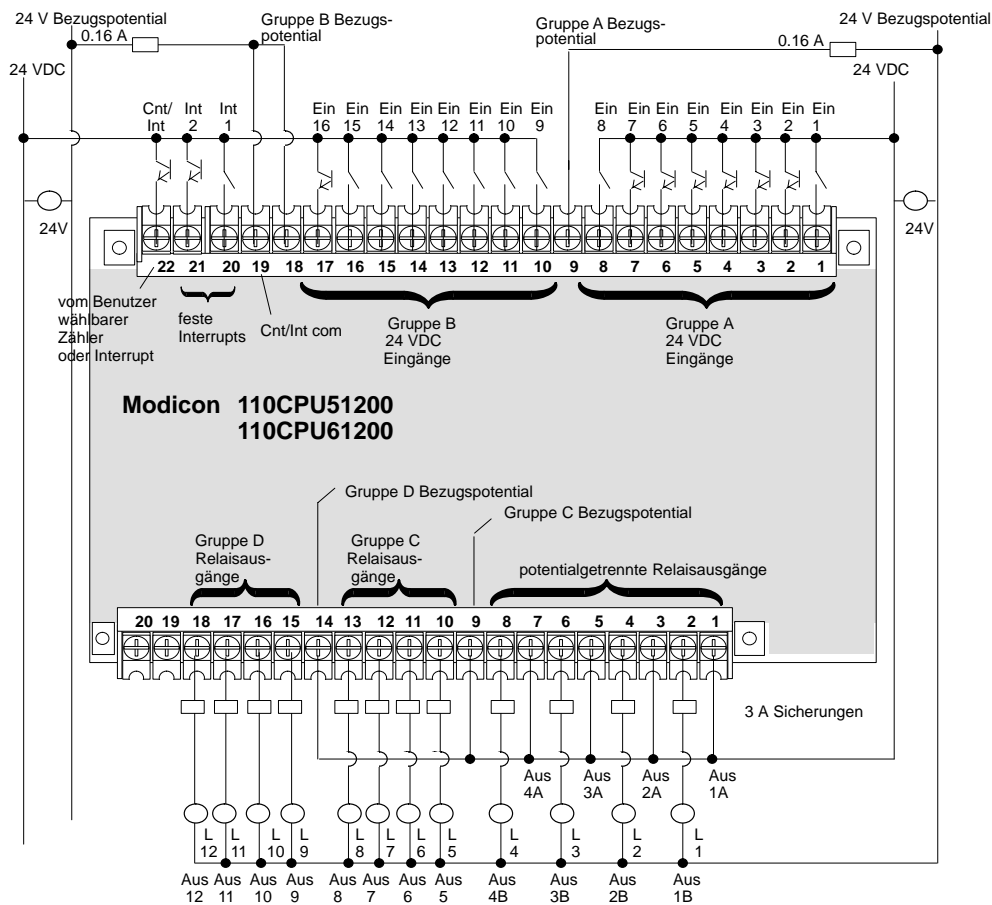 24 V Bezugspotential
0.16 A
Gruppe B Bezugs-
potential
Gruppe A Bezugs-
potential
24 V Bezugspotential
0.16 A
24 VDC
24 VDC
Cnt/
Int
Int
2
Int
1
Ein
16
Ein
15
Ein
14
Ein
13
Ein
12
Ein
11
Ein
10
Ein
9
Ein
8
Ein
7
Ein
6
Ein
5
Ein
4
Ein
3
Ein
2
Ein
1
24V
24V
22 21 20 19 18 17 16 15 14 13 12 11 10 9 8 7 6 5 4 3 2 1
vom Benutzer
wählbarer
Zähler
oder Interrupt
feste
Interrupts
Cnt/Int com
Gruppe B
24 VDC
Eingänge
Gruppe A
24 VDC
Eingänge
Modicon 110CPU51200
110CPU61200
Gruppe D Bezugspotential
Gruppe C Bezugspotential
Gruppe D
Relaisaus-
gänge
Gruppe C
Relaisaus-
gänge
potentialgetrennte Relaisausgänge
20 19 18 17 16 15 14 13 12 11 10 9 8 7 6 5 4 3 2 1
3 A Sicherungen
Aus
4A
Aus
3A
Aus
2A
Aus
1A
L
12
L
11
L
10
L
9
L
8
L
7
L
6
L
5
L
4
L
3
L
2
L
1
Aus
12
Aus
11
Aus
10
Aus
9
Aus
8
Aus
7
Aus
6
Aus
5
Aus
4B
Aus
3B
Aus
2B
Aus
1B